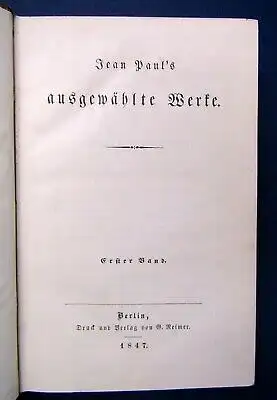 Jean Paul's
ausgewählte Werke.
Erster Band.
Berlin,
Druck und Verlag von G. Reimer.
1847.